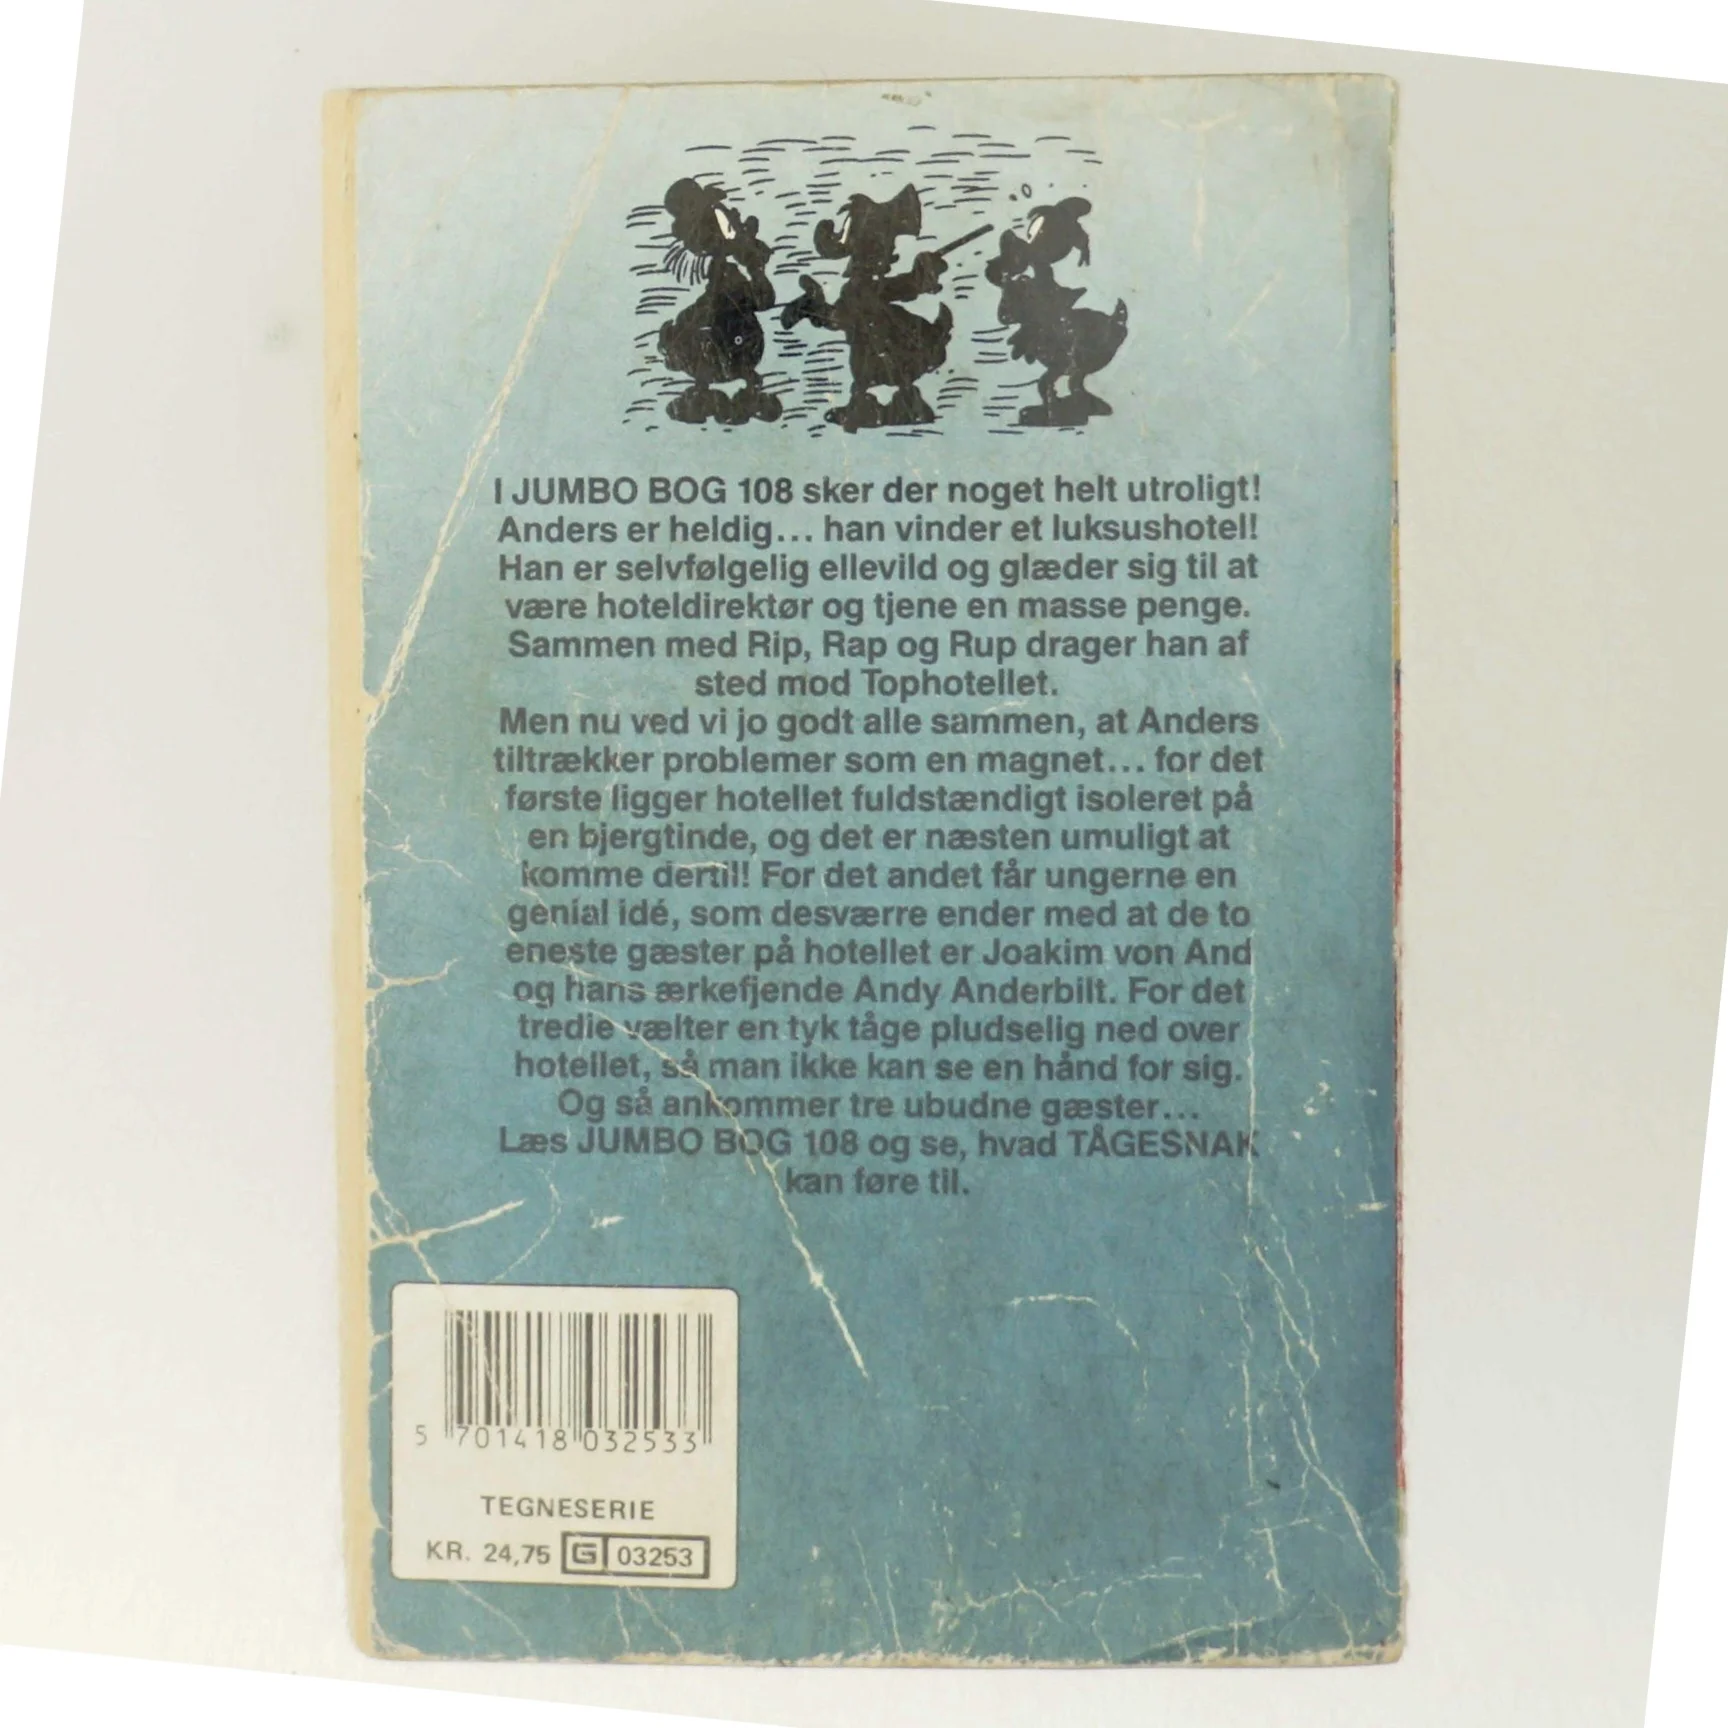 I JUMBO BOG 108 sker der noget helt utroligt!
Anders er heldig... han vinder et luksushotel!
Han er selvfølgelig ellevild og glæder sig til at
være hoteldirektør og tjene en masse penge.
Sammen med Rip, Rap og Rup drager han af
sted mod Tophotellet.
Men nu ved vi jo godt alle sammen, at Anders
tiltrækker problemer som en magnet... for det
første ligger hotellet fuldstændigt isoleret på
en bjergtinde, og det er næsten umuligt at
komme dertil! For det andet får ungerne en
genial idé, som desværre ender med at de to
eneste gæster på hotellet er Joakim von And
og hans ærkefjende Andy Anderbilt. For det
tredie vælter en tyk tåge pludselig ned over
hotellet, så man ikke kan se en hånd for sig.
Og så ankommer tre ubudne gæster...
Læs JUMBO BOG 108 og se, hvad TÅGESNAK
kan føre til.
5 701418 032533
TEGNESERIE
KR. 24,75 G 03253